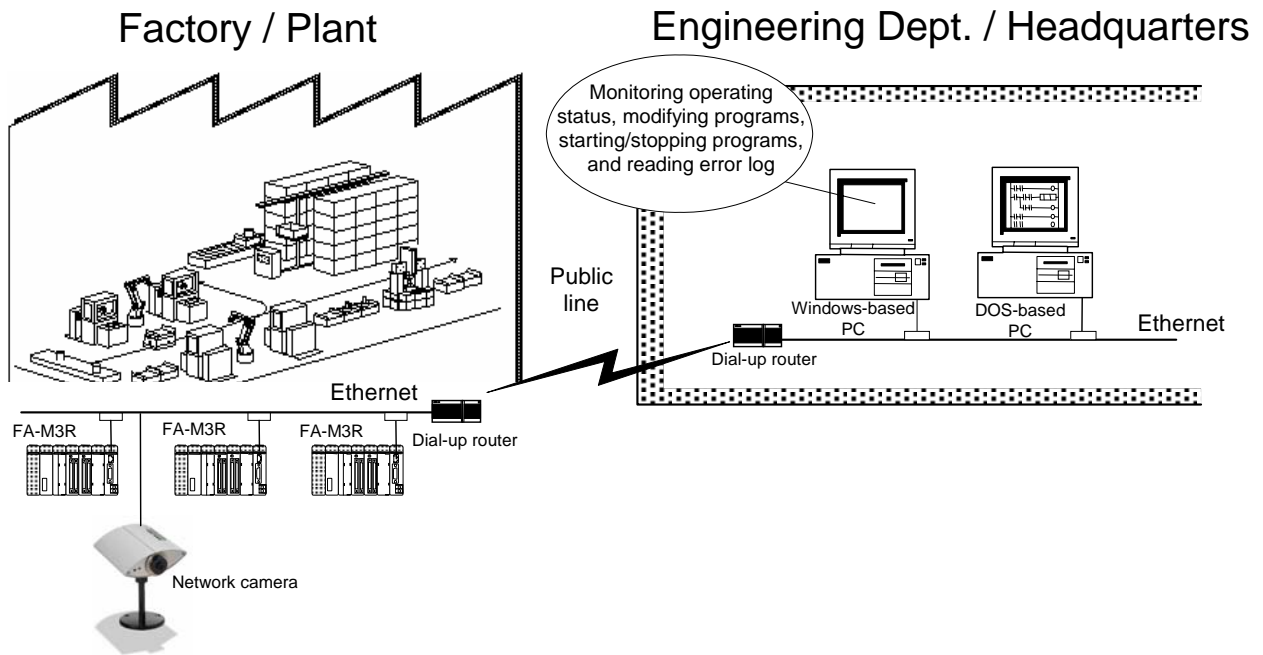 Factory / Plant
Engineering Dept. / Headquarters
Monitoring operating
status, modifying programs,
starting/stopping programs,
and reading error log
Public
line
Windows-based
PC
DOS-based
PC
Ethernet
Dial-up router
Ethernet
Dial-up router
FA-M3R
FA-M3R
FA-M3R
Network camera